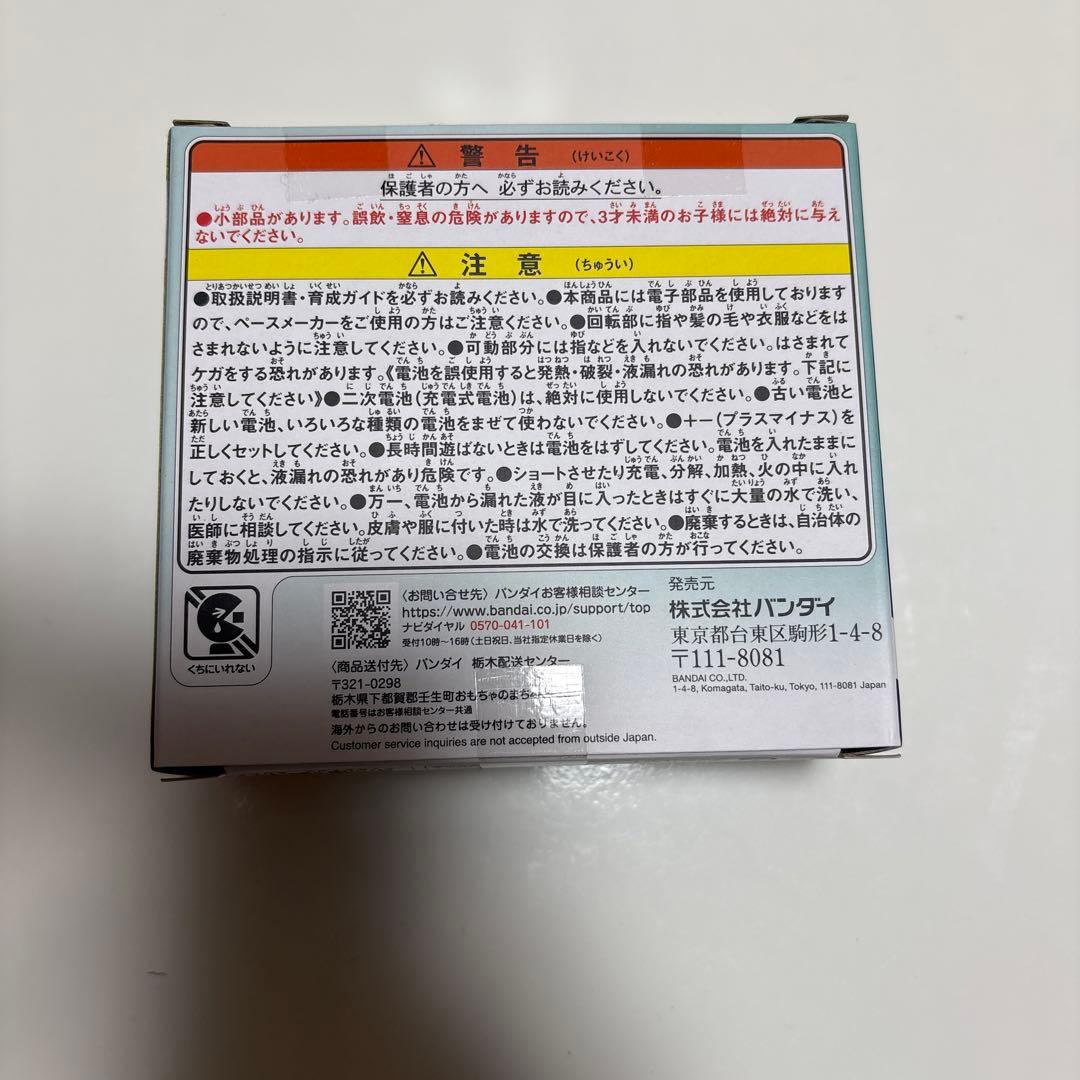 警告 (けいこく)
保護者の方へ 必ずお読みください。
●小部品があります。誤飲・窒息の危険がありますので、3才未満のお子様には絶対に与え
ないでください。
注意 (ちゅうい)
●取扱説明書・育成ガイドを必ずお読みください。●本商品には電子部品を使用しております
ので、ペースメーカーをご使用の方はご注意ください。●回転部に指や髪の毛や衣服などをは
さまれないように注意してください。●可動部分には指などを入れないでください。はさまれて
ケガをする恐れがあります。《電池を誤使用すると発熱・破裂・液漏れの恐れがあります。下記に
注意してください》●二次電池(充電式電池)は、絶対に使用しないでください。●古い電池と
新しい電池、いろいろな種類の電池をまぜて使わないでください。●+−(プラスマイナス)を
正しくセットしてください。●長時間遊ばないときは電池をはずしてください。電池を入れたままに
しておくと、液漏れの恐れがあり危険です。●ショートさせたり充電、分解、加熱、火の中に入れ
たりしないでください。●万一、電池から漏れた液が目に入ったときはすぐに大量の水で洗い、
医師に相談してください。皮膚や服に付いた時は水で洗ってください。●廃棄するときは、自治体の
廃棄物処理の指示に従ってください。●電池の交換は保護者の方が行ってください。
くちにいれない
〈お問い合せ先〉バンダイお客様相談センター
https://www.bandai.co.jp/support/top
ナビダイヤル 0570-041-101
受付10時〜16時(土日祝日、当社指定休業日を除く)
〈商品送付先〉バンダイ 栃木配送センター
〒321-0298
栃木県下都賀郡壬生町おもちゃのまち
電話番号はお客様相談センター共通
海外からのお問い合わせは受け付けておりません。
Customer service inquiries are not accepted from outside Japan.
発売元
株式会社バンダイ
東京都台東区駒形1-4-8
〒111-8081
BANDAI CO.,LTD.
1-4-8, Komagata, Taito-ku, Tokyo, 111-8081 Japan